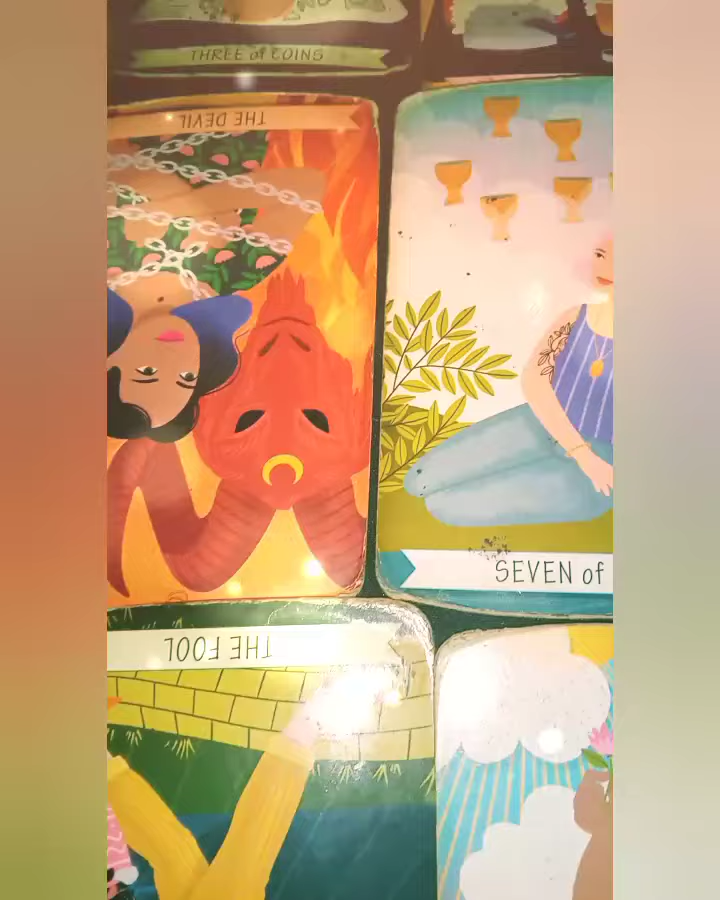 THREE of COINS
THE DEVIL
SEVEN of
THE FOOL